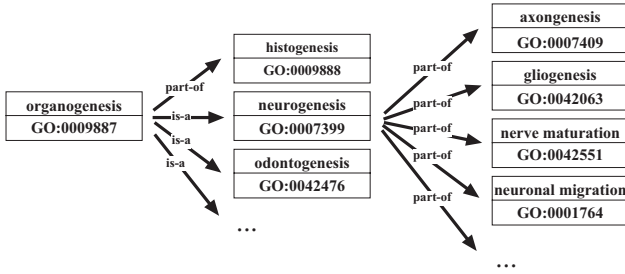 organogenesis
GO:0009887
part-of
is-a
is-a
is-a
histogenesis
GO:0009888
neurogenesis
GO:0007399
odontogenesis
GO:0042476
...
part-of
part-of
part-of
part-of
part-of
axongenesis
GO:0007409
gliogenesis
GO:0042063
nerve maturation
GO:0042551
neuronal migration
GO:0001764
...